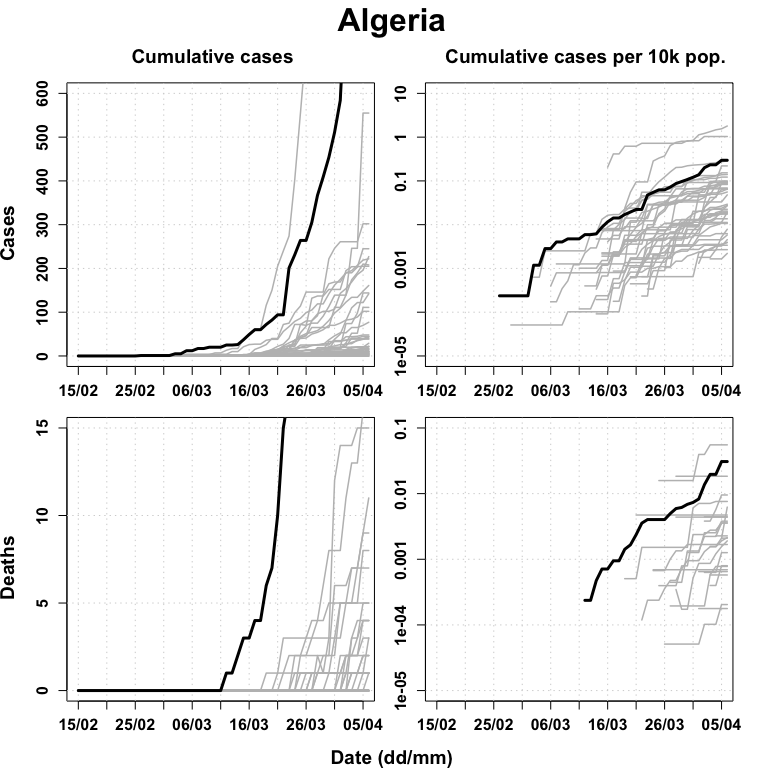 Algeria
Cumulative cases
Cumulative cases per 10k pop.
Cases
600
500
400
300
200
100
0
10
1
0.1
0.001
1e-05
15/02 25/02 06/03 16/03 26/03 05/04
15/02 25/02 06/03 16/03 26/03 05/04
Deaths
15
10
5
0
0.1
0.01
0.001
1e-04
1e-05
15/02 25/02 06/03 16/03 26/03 05/04
15/02 25/02 06/03 16/03 26/03 05/04
Date (dd/mm)